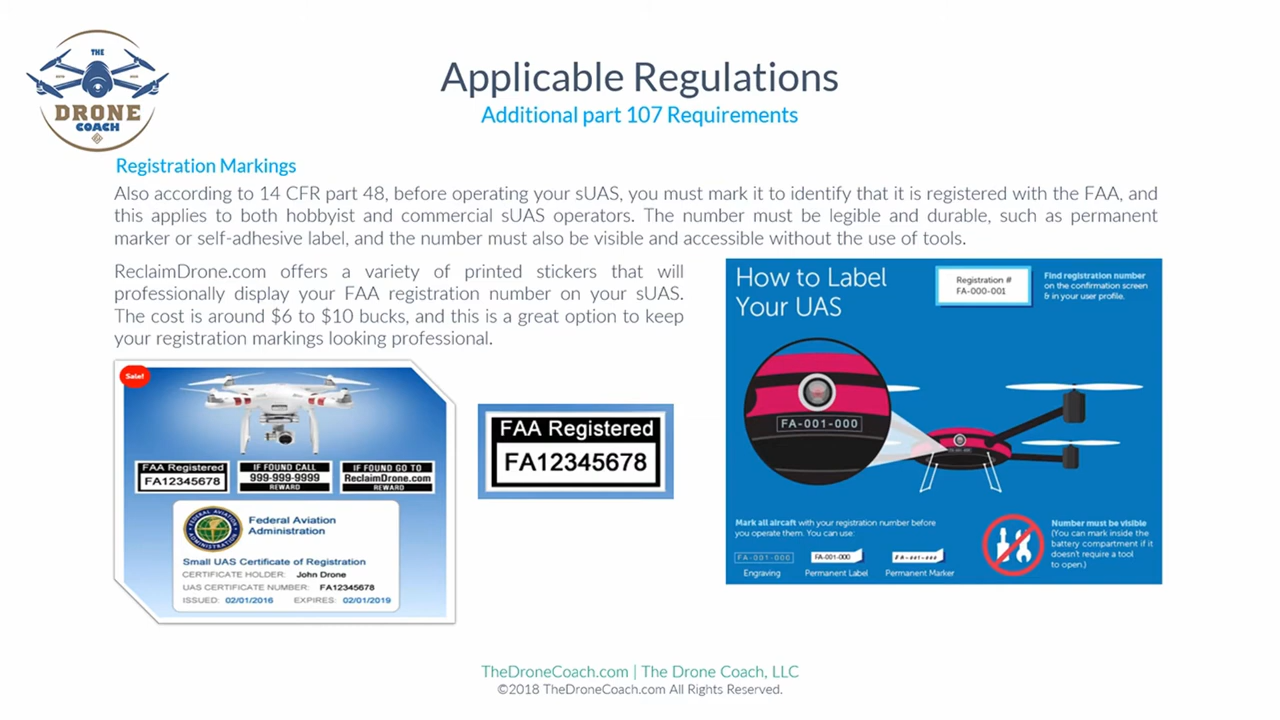 THE
DRONE
COACH
Applicable Regulations
Additional part 107 Requirements
Registration Markings
Also according to 14 CFR part 48, before operating your sUAS, you must mark it to identify that it is registered with the FAA, and
this applies to both hobbyist and commercial sUAS operators. The number must be legible and durable, such as permanent
marker or self-adhesive label, and the number must also be visible and accessible without the use of tools.
ReclaimDrone.com offers a variety of printed stickers that will
professionally display your FAA registration number on your sUAS.
The cost is around $6 to $10 bucks, and this is a great option to keep
your registration markings looking professional.
Sale!
FAA Registered
FA12345678
IF FOUND CALL
999-999-9999
REWARD
IF FOUND GO TO
ReclaimDrone.com
REWARD
FEDERAL AVIATION
ADMINISTRATION
Federal Aviation
Administration
Small UAS Certificate of Registration
CERTIFICATE HOLDER: John Drone
UAS CERTIFICATE NUMBER: FA12345678
ISSUED: 02/01/2016 EXPIRES: 02/01/2019
FAA Registered
FA12345678
How to Label
Your UAS
Registration #
FA-000-001
Find registration number
on the confirmation screen
& in your user profile.
FA-001-000
Mark all aircaft with your registration number before
you operate them. You can use:
FA-001-000
Engraving
FA-001-000
Permanent Label
FA-001-000
Permanent Marker
Number must be visible
(You can mark inside the
battery compartment if it
doesn't require a tool
to open.)
TheDroneCoach.com | The Drone Coach, LLC
©2018 TheDroneCoach.com All Rights Reserved.